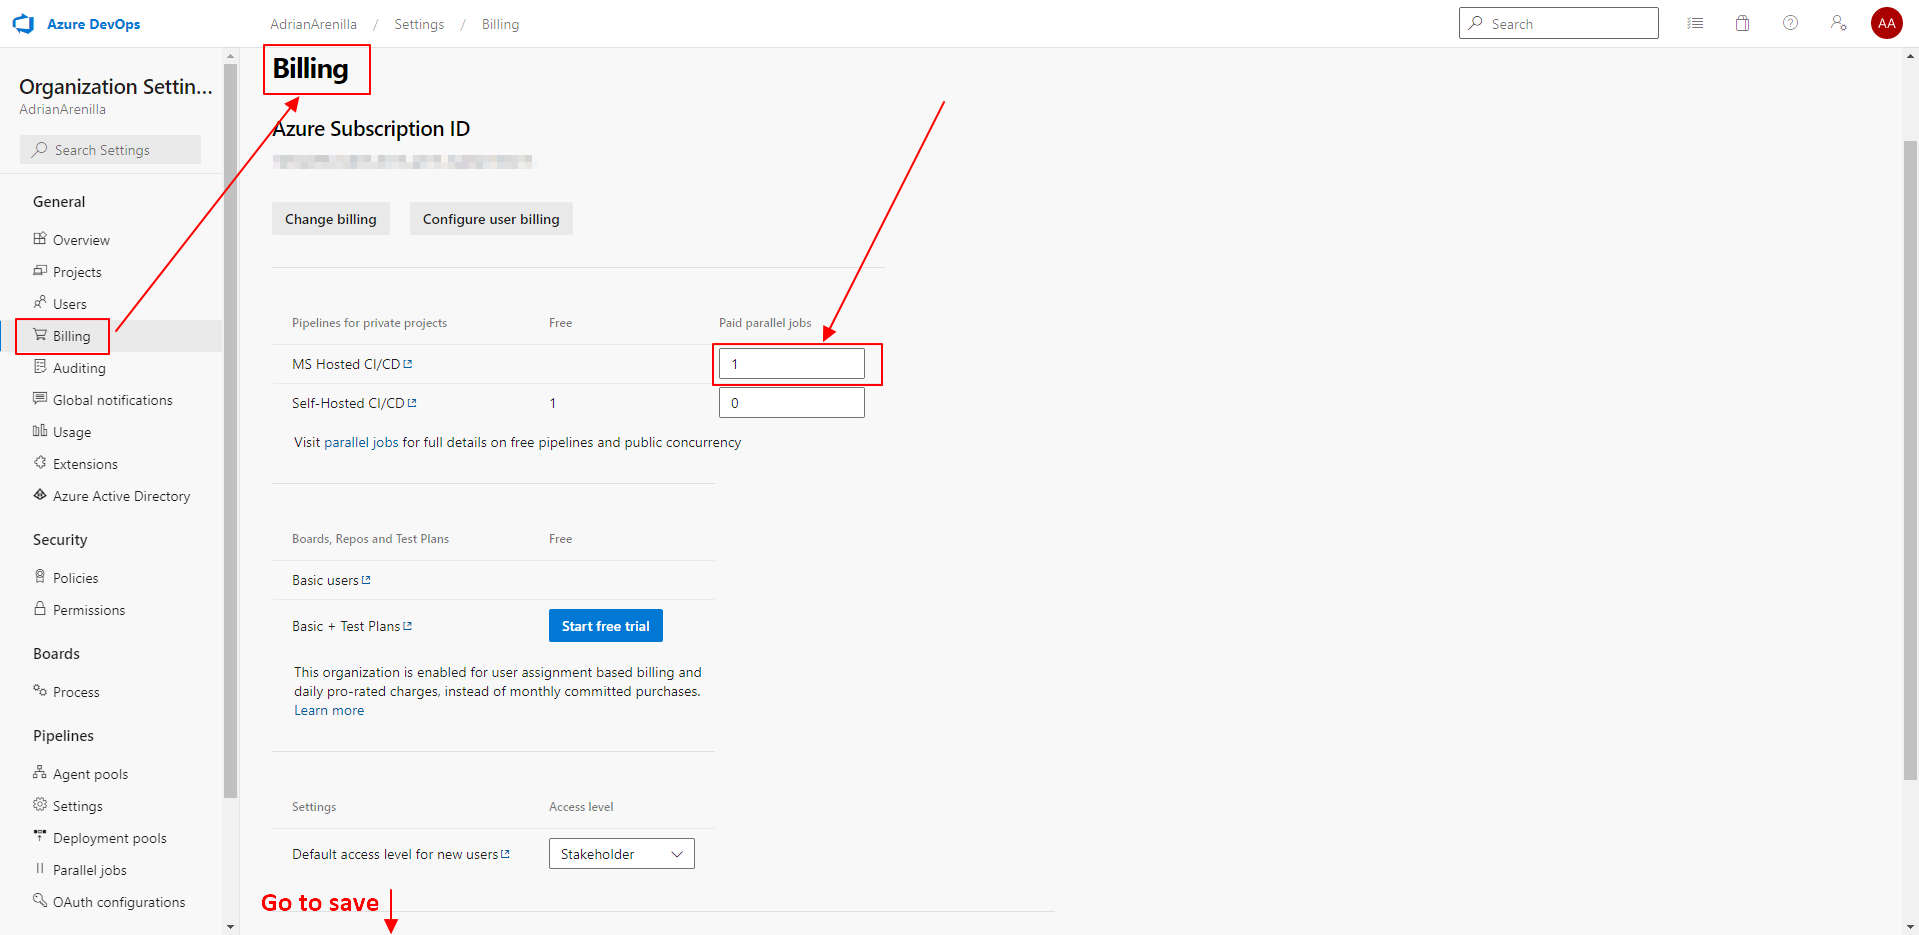 Azure DevOps
AdrianArenilla / Settings / Billing
Search
AA
Organization Settin...
AdrianArenilla
Search Settings
General
Overview
Projects
Users
Billing
Auditing
Global notifications
Usage
Extensions
Azure Active Directory
Security
Policies
Permissions
Boards
Process
Pipelines
Agent pools
Settings
Deployment pools
Parallel jobs
OAuth configurations
Billing
Azure Subscription ID
Change billing
Configure user billing
Pipelines for private projects Free Paid parallel jobs
MS Hosted CI/CD 1
Self-Hosted CI/CD 1 0
Visit parallel jobs for full details on free pipelines and public concurrency
Boards, Repos and Test Plans Free
Basic users
Basic + Test Plans Start free trial
This organization is enabled for user assignment based billing and
daily pro-rated charges, instead of monthly committed purchases.
Learn more
Settings Access level
Default access level for new users Stakeholder
Go to save